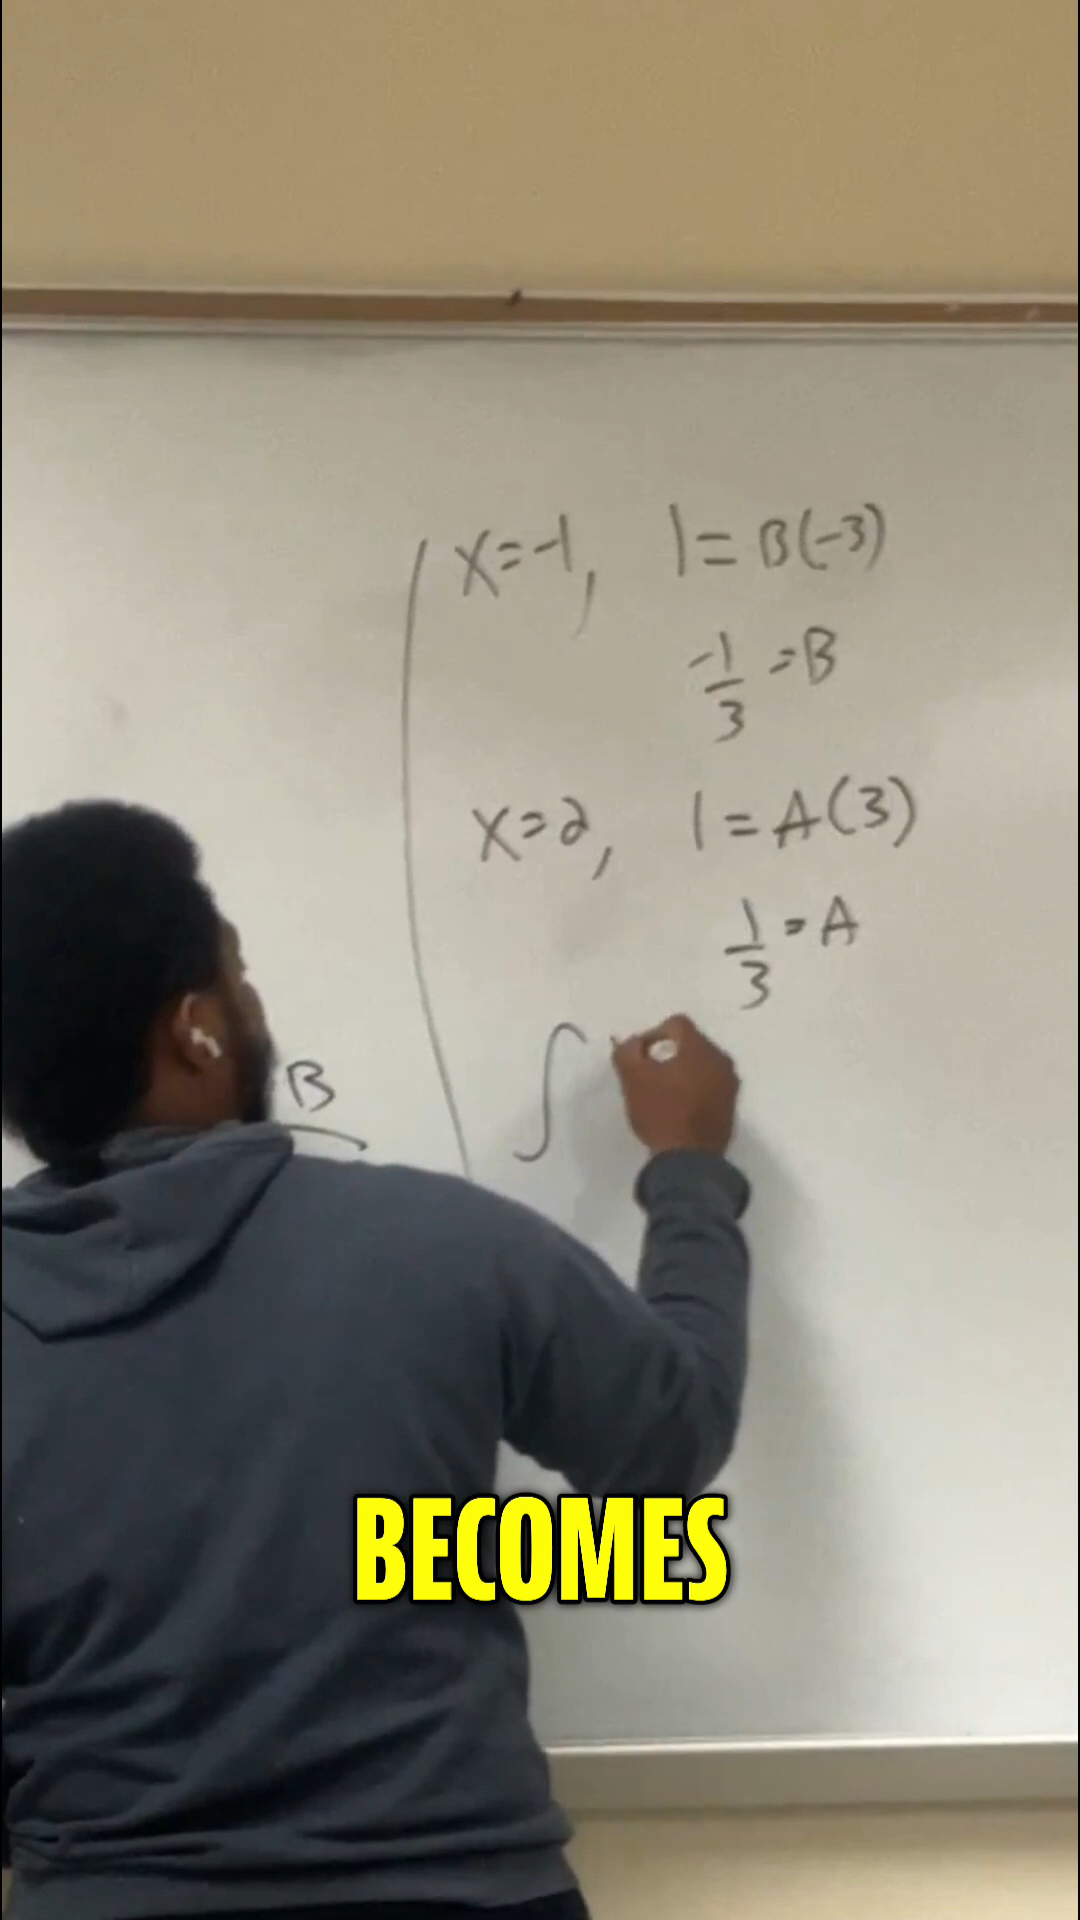 x=-1, 1=B(-3)
-1/3 =B
x=2, 1=A(3)
1/3 =A
B
∫
BECOMES